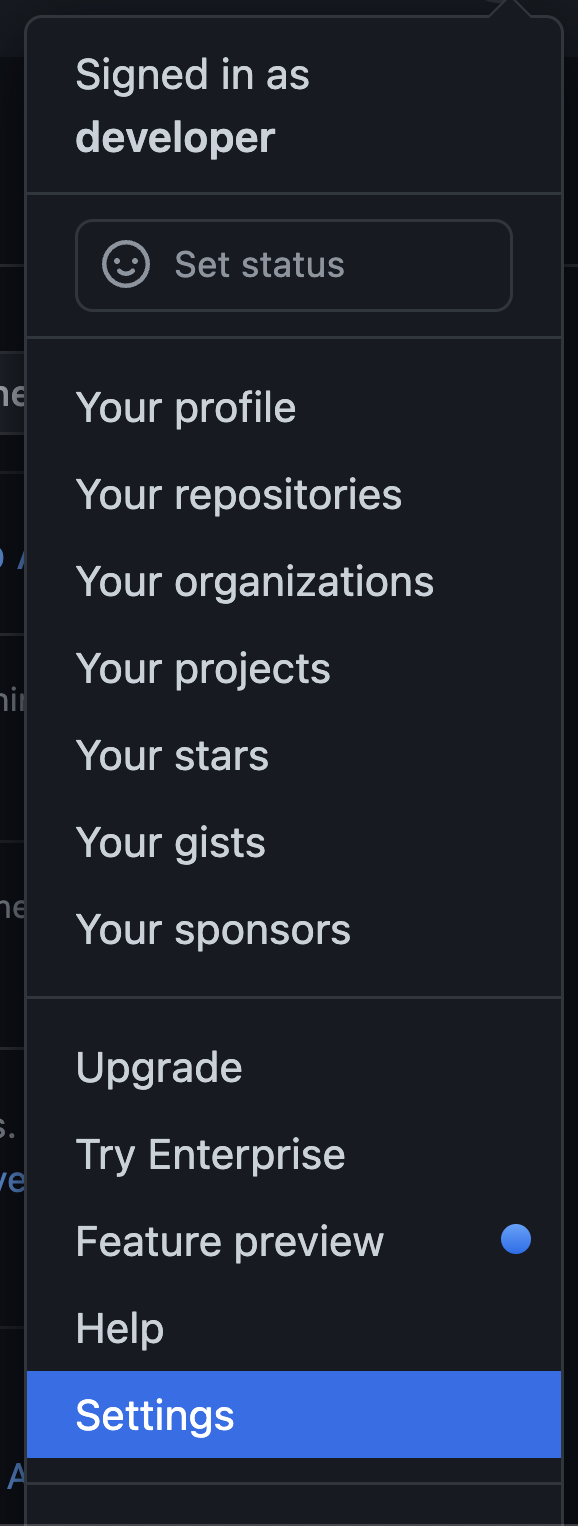 Signed in as
developer
Set status
Your profile
Your repositories
Your organizations
Your projects
Your stars
Your gists
Your sponsors
Upgrade
Try Enterprise
Feature preview
Help
Settings